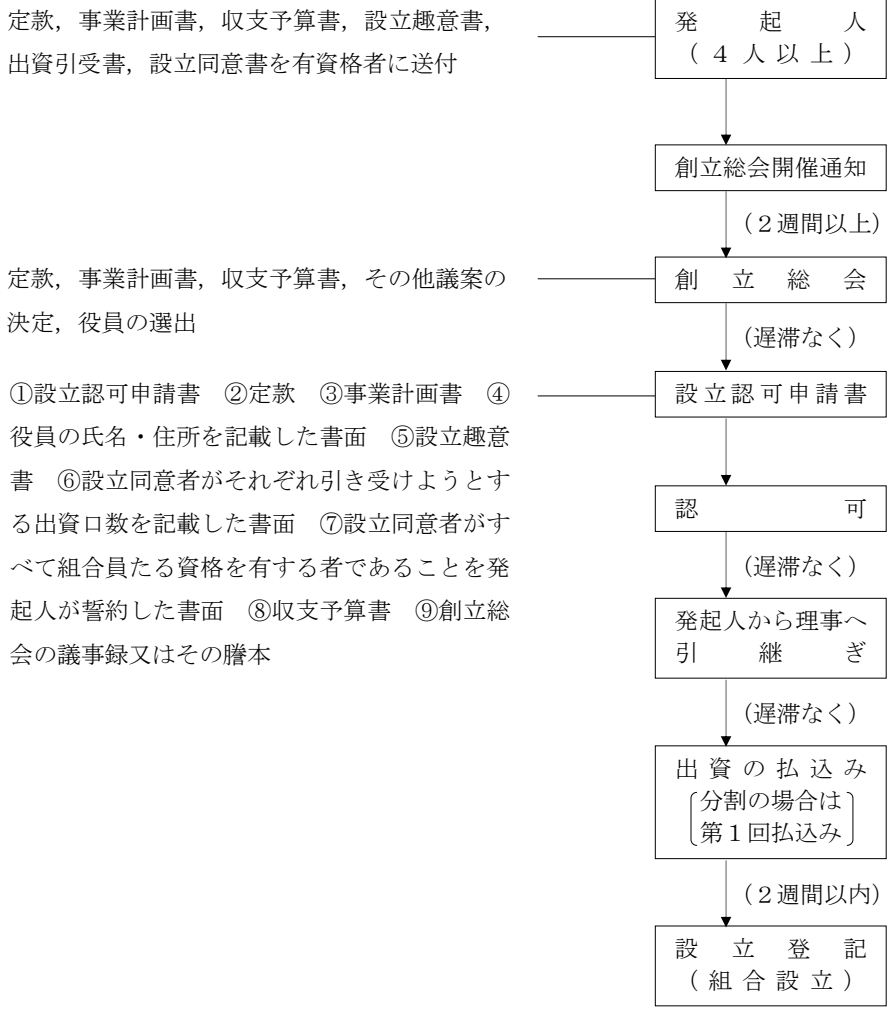 定款，事業計画書，収支予算書，設立趣意書，
出資引受書，設立同意書を有資格者に送付
発起人
（４人以上）
創立総会開催通知
（２週間以上）
定款，事業計画書，収支予算書，その他議案の
決定，役員の選出
創立総会
（遅滞なく）
①設立認可申請書　②定款　③事業計画書　④
役員の氏名・住所を記載した書面　⑤設立趣意
書　⑥設立同意者がそれぞれ引き受けようとす
る出資口数を記載した書面　⑦設立同意者がす
べて組合員たる資格を有する者であることを発
起人が誓約した書面　⑧収支予算書　⑨創立総
会の議事録又はその謄本
設立認可申請書
認可
（遅滞なく）
発起人から理事へ
引継ぎ
（遅滞なく）
出資の払込み
分割の場合は
第１回払込み
（２週間以内）
設立登記
（組合設立）